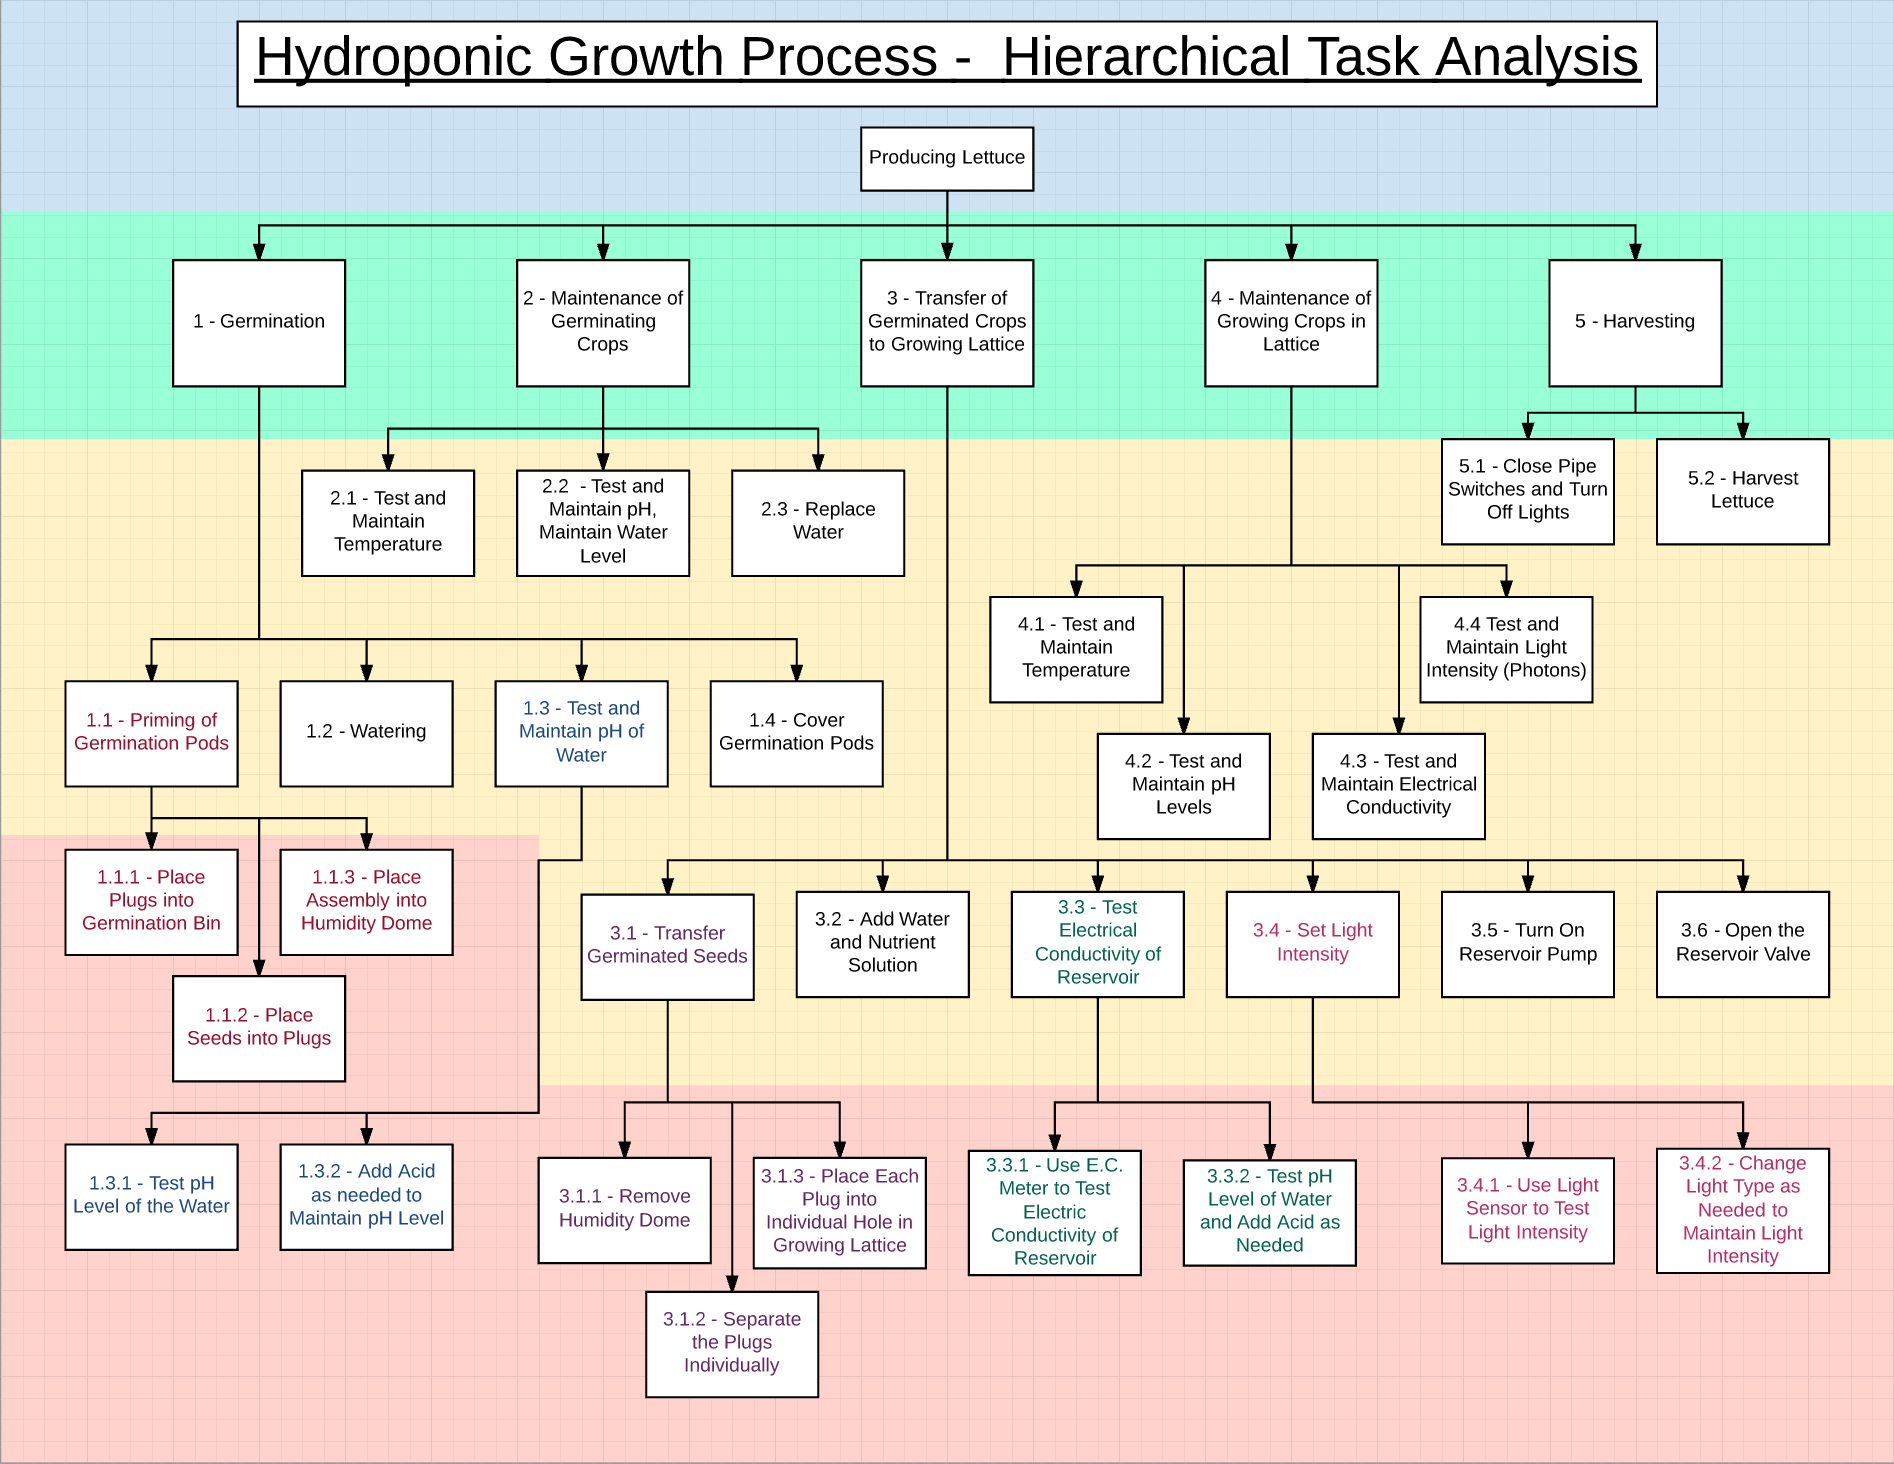 Hydroponic Growth Process -  Hierarchical Task Analysis
Producing Lettuce
1 - Germination
2 - Maintenance of
Germinating
Crops
3 - Transfer of
Germinated Crops
to Growing Lattice
4 - Maintenance of
Growing Crops in
Lattice
5 - Harvesting
5.1 - Close Pipe
Switches and Turn
Off Lights
5.2 - Harvest
Lettuce
2.1 - Test and
Maintain
Temperature
2.2  - Test and
Maintain pH,
Maintain Water
Level
2.3 - Replace
Water
4.1 - Test and
Maintain
Temperature
4.4 Test and
Maintain Light
Intensity (Photons)
1.1 - Priming of
Germination Pods
1.2 - Watering
1.3 - Test and
Maintain pH of
Water
1.4 - Cover
Germination Pods
4.2 - Test and
Maintain pH
Levels
4.3 - Test and
Maintain Electrical
Conductivity
1.1.1 - Place
Plugs into
Germination Bin
1.1.3 - Place
Assembly into
Humidity Dome
1.1.2 - Place
Seeds into Plugs
3.1 - Transfer
Germinated Seeds
3.2 - Add Water
and Nutrient
Solution
3.3 - Test
Electrical
Conductivity of
Reservoir
3.4 - Set Light
Intensity
3.5 - Turn On
Reservoir Pump
3.6 - Open the
Reservoir Valve
1.3.1 - Test pH
Level of the Water
1.3.2 - Add Acid
as needed to
Maintain pH Level
3.1.1 - Remove
Humidity Dome
3.1.3 - Place Each
Plug into
Individual Hole in
Growing Lattice
3.1.2 - Separate
the Plugs
Individually
3.3.1 - Use E.C.
Meter to Test
Electric
Conductivity of
Reservoir
3.3.2 - Test pH
Level of Water
and Add Acid as
Needed
3.4.1 - Use Light
Sensor to Test
Light Intensity
3.4.2 - Change
Light Type as
Needed to
Maintain Light
Intensity